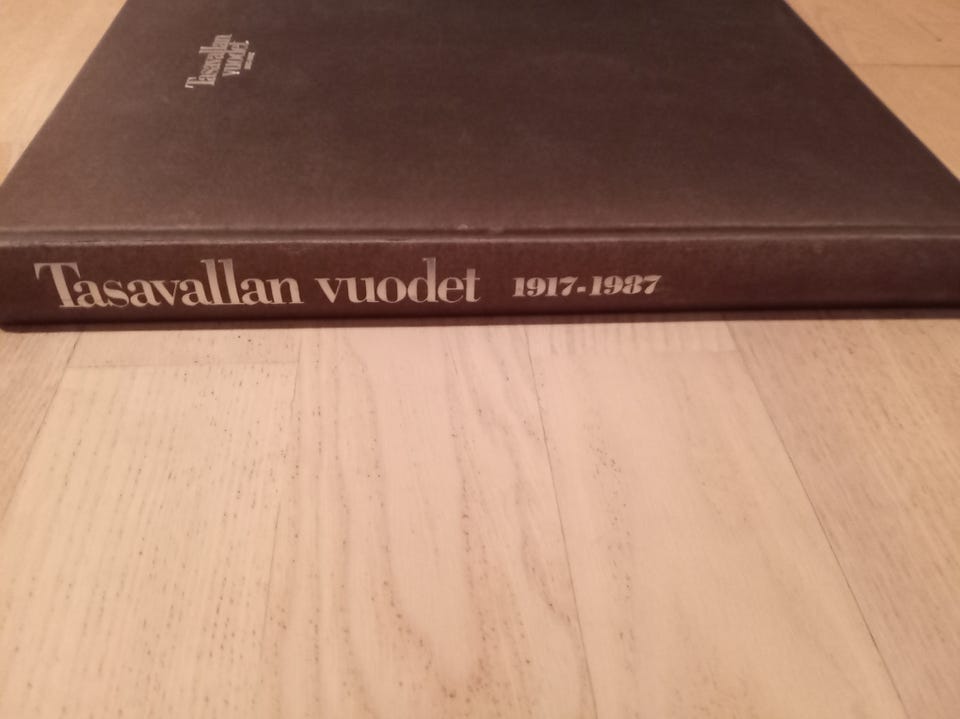 Tasavallan
vuodet
Tasavallan vuodet 1917-1987